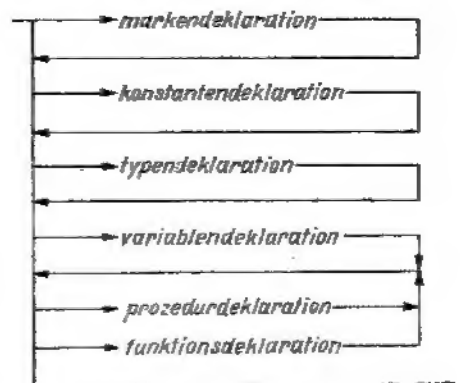 markendeklaration
konstantendeklaration
typendeklaration
variablendeklaration
prozedurdeklaration
funktionsdeklaration